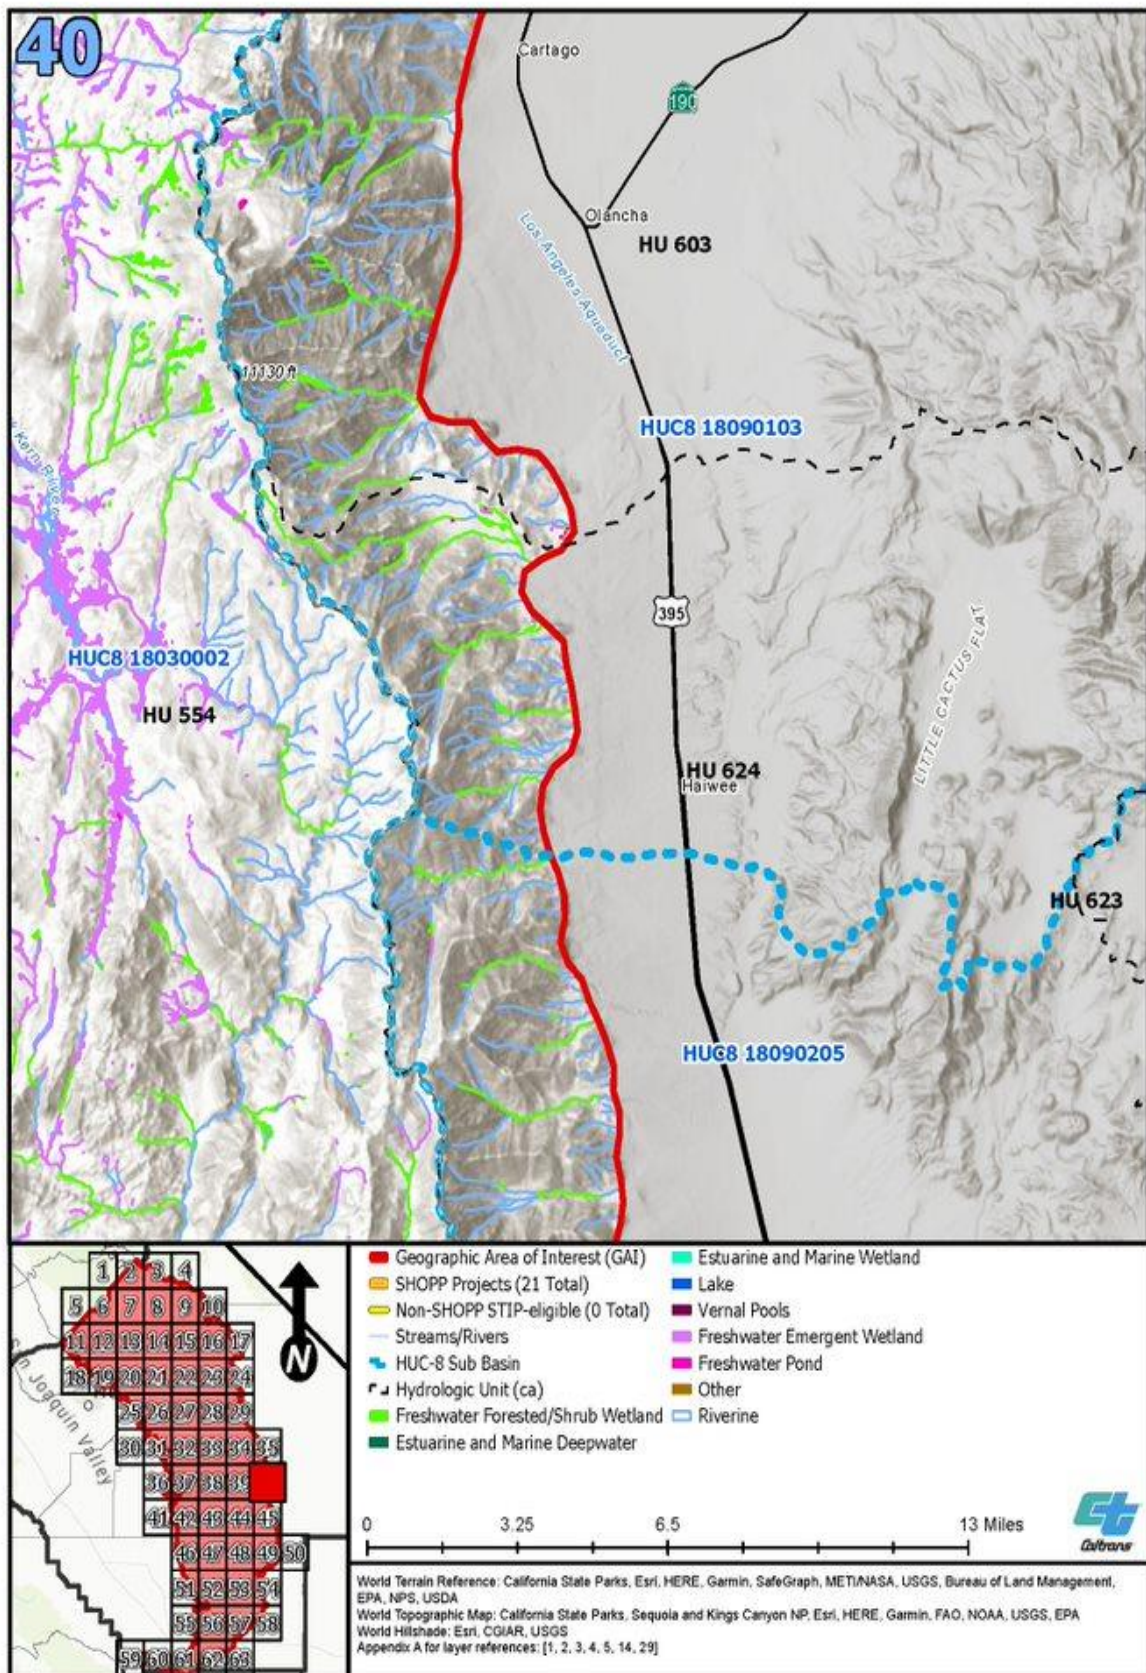 40
Cartago
190
Olancha
HU 603
Los Angeles Aqueduct
11130 ft
HUC8 18090103
Kern River
395
HUC8 18030002
HU 554
LITTLE CACTUS FLAT
HU 624
Haiwee
HU 623
HUC8 18090205
1 2 3 4
5 6 7 8 9 10
11 12 13 14 15 16 17
18 19 20 21 22 23 24
25 26 27 28 29
30 31 32 33 34 35
36 37 38 39
41 42 43 44 45
46 47 48 49 50
51 52 53 54
55 56 57 58
59 60 61 62 63
San Joaquin Valley
N
Geographic Area of Interest (GAI)
SHOPP Projects (21 Total)
Non-SHOPP STIP-eligible (0 Total)
Streams/Rivers
HUC-8 Sub Basin
Hydrologic Unit (ca)
Freshwater Forested/Shrub Wetland
Estuarine and Marine Deepwater
Estuarine and Marine Wetland
Lake
Vernal Pools
Freshwater Emergent Wetland
Freshwater Pond
Other
Riverine
0 3.25 6.5 13 Miles
Caltrans
World Terrain Reference: California State Parks, Esri, HERE, Garmin, SafeGraph, METI/NASA, USGS, Bureau of Land Management,
EPA, NPS, USDA
World Topographic Map: California State Parks, Sequoia and Kings Canyon NP, Esri, HERE, Garmin, FAO, NOAA, USGS, EPA
World Hillshade: Esri, CGIAR, USGS
Appendix A for layer references: [1, 2, 3, 4, 5, 14, 29]